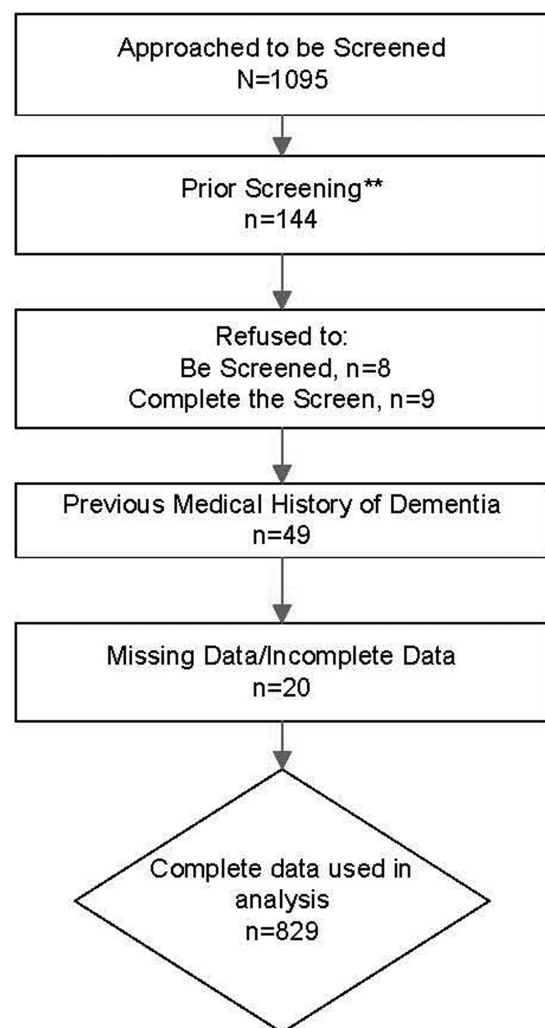 Approached to be Screened
N=1095
Prior Screening**
n=144
Refused to:
Be Screened, n=8
Complete the Screen, n=9
Previous Medical History of Dementia
n=49
Missing Data/Incomplete Data
n=20
Complete data used in
analysis
n=829